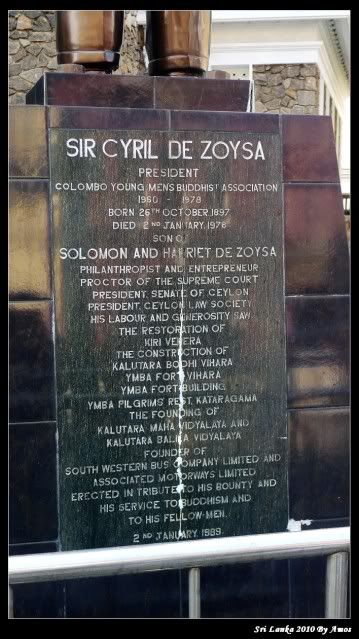 SIR CYRIL DE ZOYSA
PRESIDENT
COLOMBO YOUNG MEN'S BUDDHIST ASSOCIATION
1960 - 1978
BORN 26TH OCTOBER 1897
DIED 2ND JANUARY 1978
SON OF
SOLOMON AND HARRIET DE ZOYSA
PHILANTHROPIST AND ENTREPRENEUR
PROCTOR OF THE SUPREME COURT
PRESIDENT, SENATE OF CEYLON
PRESIDENT, CEYLON LAW SOCIETY
HIS LABOUR AND GENEROSITY SAW
THE RESTORATION OF
KIRI VEHERA
THE CONSTRUCTION OF
KALUTARA BODHI VIHARA
YMBA FORT VIHARA
YMBA FORT BUILDING
YMBA PILGRIMS' REST, KATARAGAMA
THE FOUNDING OF
KALUTARA MAHA VIDYALAYA AND
KALUTARA BALIKA VIDYALAYA
FOUNDER OF
SOUTH WESTERN BUS COMPANY LIMITED AND
ASSOCIATED MOTORWAYS LIMITED
ERECTED IN TRIBUTE TO HIS BOUNTY AND
HIS SERVICE TO BUDDHISM AND
TO HIS FELLOW-MEN.
2ND JANUARY 1989
Sri Lanka 2010 By Amos